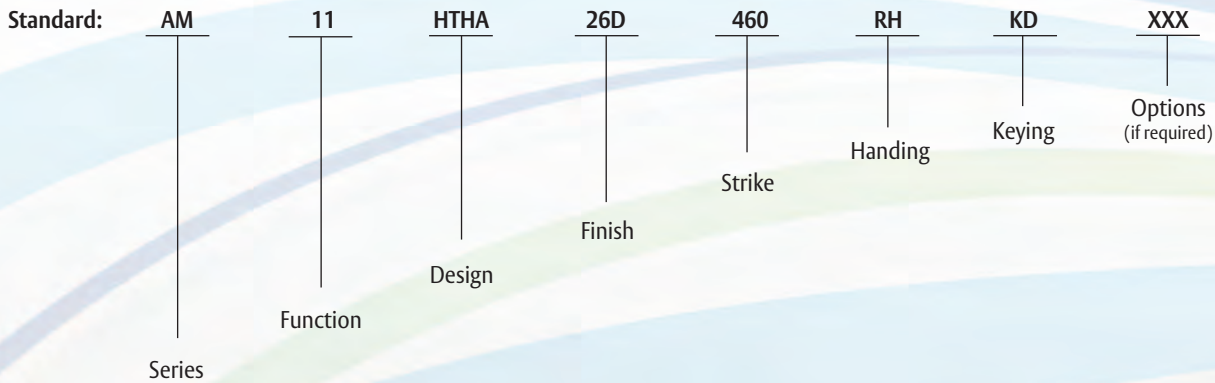 Standard: AM 11 HTHA 26D 460 RH KD XXX
Options
(if required)
Keying
Handing
Strike
Finish
Design
Function
Series